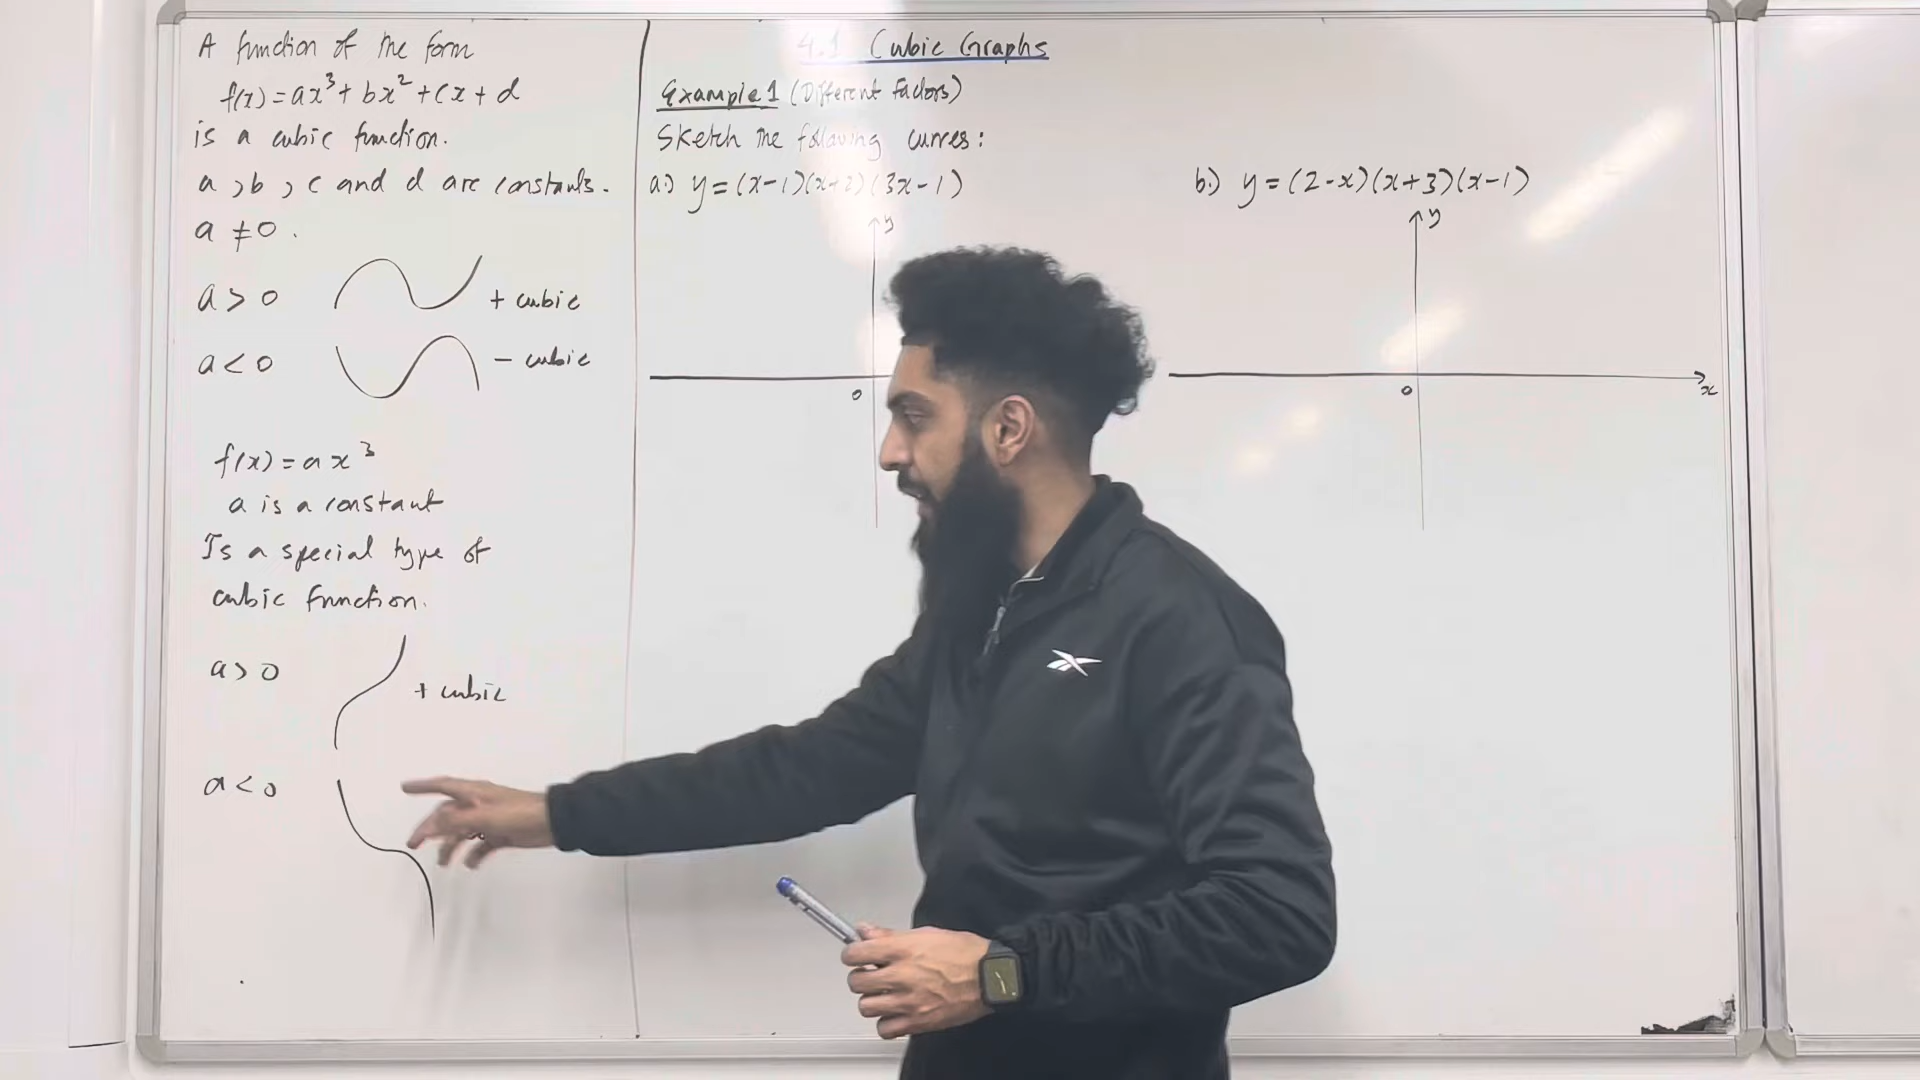 A function of the form
f(x) = ax³ + bx² + cx + d
is a cubic function.
a, b, c and d are constants.
a ≠ 0.
a > 0
+ cubic
a < 0
- cubic
f(x) = ax³
a is a constant
Is a special type of
cubic function.
a > 0
+ cubic
a < 0
4.1 Cubic Graphs
Example 1 (Different Factors)
Sketch the following curves:
a.) y = (x-1)(x+2)(3x-1)
y
0
b.) y = (2-x)(x+3)(x-1)
y
0
x